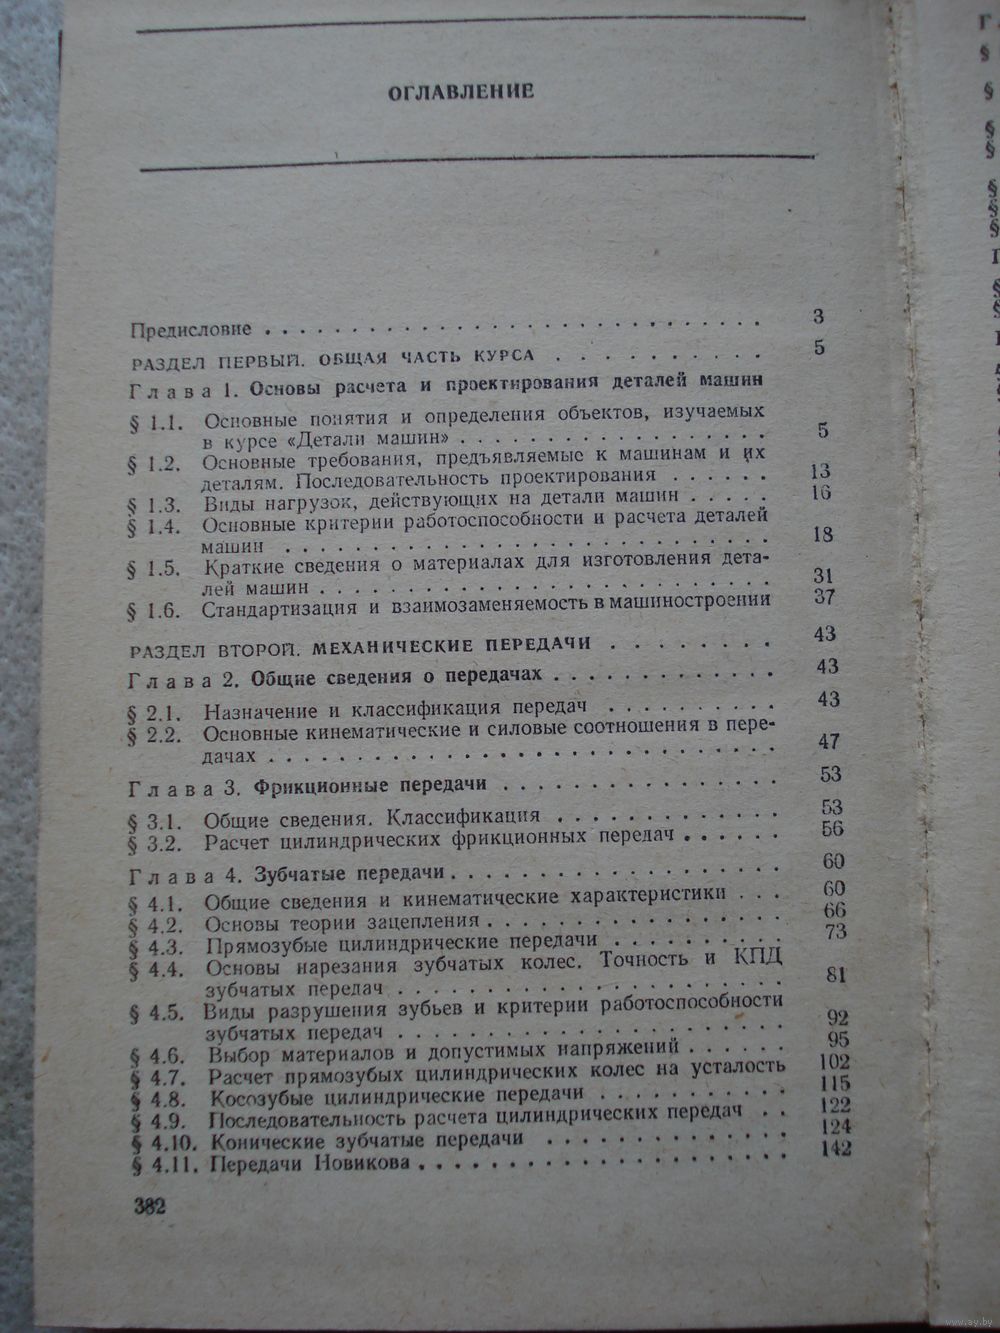 ОГЛАВЛЕНИЕ
Предисловие . . . . . . . . . . . . . . . . . . . . . . . . . . . 3
РАЗДЕЛ ПЕРВЫЙ. ОБЩАЯ ЧАСТЬ КУРСА . . . . . . . . . . . 5
Глава 1. Основы расчета и проектирования деталей машин
§ 1.1. Основные понятия и определения объектов, изучаемых
в курсе «Детали машин» . . . . . . . . . . . . . . . . . 5
§ 1.2. Основные требования, предъявляемые к машинам и их
деталям. Последовательность проектирования . . . . . . 13
§ 1.3. Виды нагрузок, действующих на детали машин . . . . . 16
§ 1.4. Основные критерии работоспособности и расчета деталей
машин . . . . . . . . . . . . . . . . . . . . . . . . . . 18
§ 1.5. Краткие сведения о материалах для изготовления дета-
лей машин . . . . . . . . . . . . . . . . . . . . . . . . 31
§ 1.6. Стандартизация и взаимозаменяемость в машиностроении 37
РАЗДЕЛ ВТОРОЙ. МЕХАНИЧЕСКИЕ ПЕРЕДАЧИ . . . . . . . . 43
Глава 2. Общие сведения о передачах . . . . . . . . . . . . . 43
§ 2.1. Назначение и классификация передач . . . . . . . . . . 43
§ 2.2. Основные кинематические и силовые соотношения в пере-
дачах . . . . . . . . . . . . . . . . . . . . . . . . . . 47
Глава 3. Фрикционные передачи . . . . . . . . . . . . . . . . 53
§ 3.1. Общие сведения. Классификация . . . . . . . . . . . . 53
§ 3.2. Расчет цилиндрических фрикционных передач . . . . . . 56
Глава 4. Зубчатые передачи . . . . . . . . . . . . . . . . . . 60
§ 4.1. Общие сведения и кинематические характеристики . . . 60
§ 4.2. Основы теории зацепления . . . . . . . . . . . . . . . 66
§ 4.3. Прямозубые цилиндрические передачи . . . . . . . . . . 73
§ 4.4. Основы нарезания зубчатых колес. Точность и КПД
зубчатых передач . . . . . . . . . . . . . . . . . . . . 81
§ 4.5. Виды разрушения зубьев и критерии работоспособности
зубчатых передач . . . . . . . . . . . . . . . . . . . . 92
§ 4.6. Выбор материалов и допустимых напряжений . . . . . . 95
§ 4.7. Расчет прямозубых цилиндрических колес на усталость 102
§ 4.8. Косозубые цилиндрические передачи . . . . . . . . . . 115
§ 4.9. Последовательность расчета цилиндрических передач . . 122
§ 4.10. Конические зубчатые передачи . . . . . . . . . . . . . 124
§ 4.11. Передачи Новикова . . . . . . . . . . . . . . . . . . . 142
382
www.ay.by